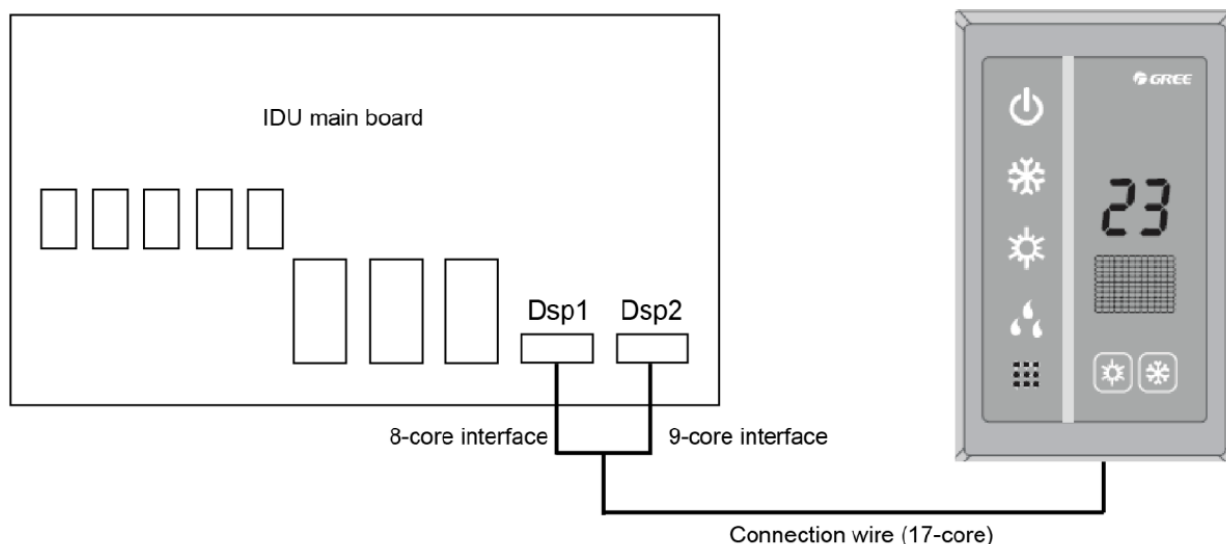 IDU main board
GREE
23
Dsp1
Dsp2
8-core interface
9-core interface
Connection wire (17-core)